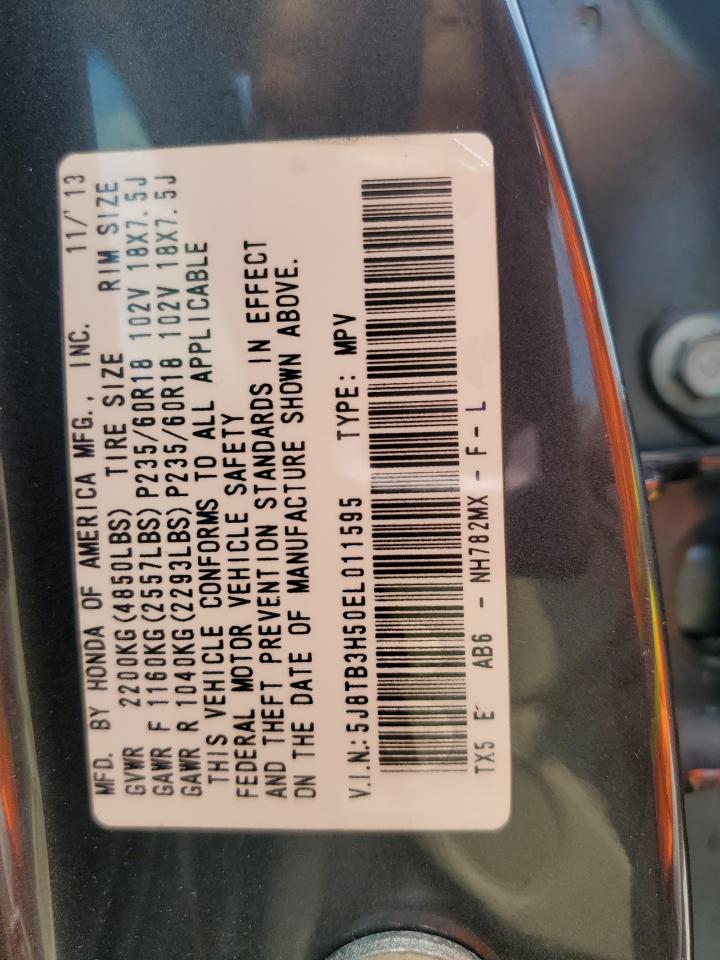 MFD. BY HONDA OF AMERICA MFG., INC. 11/'13
GVWR 2200KG(4850LBS) TIRE SIZE RIM SIZE
GAWR F 1160KG(2557LBS) P235/60R18 102V 18X7.5J
GAWR R 1040KG(2293LBS) P235/60R18 102V 18X7.5J
THIS VEHICLE CONFORMS TO ALL APPLICABLE
FEDERAL MOTOR VEHICLE SAFETY
AND THEFT PREVENTION STANDARDS IN EFFECT
ON THE DATE OF MANUFACTURE SHOWN ABOVE.
V.I.N.: 5J8TB3H50EL011595 TYPE: MPV
TX5 E AB6 - NH782MX - F - L